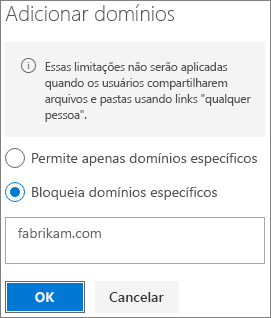 Adicionar domínios
Essas limitações não serão aplicadas
quando os usuários compartilharem
arquivos e pastas usando links "qualquer
pessoa".
Permite apenas domínios específicos
Bloqueia domínios específicos
fabrikam.com
OK
Cancelar